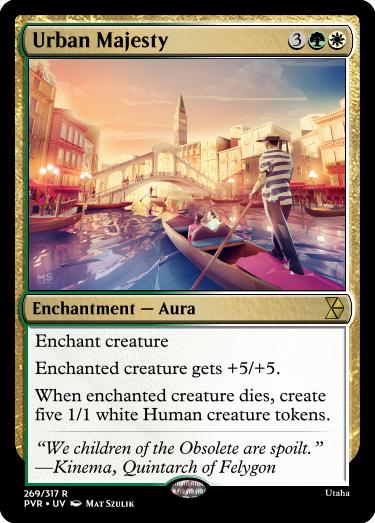 Urban Majesty 3
Enchantment — Aura
Enchant creature
Enchanted creature gets +5/+5.
When enchanted creature dies, create
five 1/1 white Human creature tokens.
“We children of the Obsolete are spoilt.”
—Kinema, Quintarch of Felygon
269/317 R
PVR • UV Mat Szulik
Utaha
MS